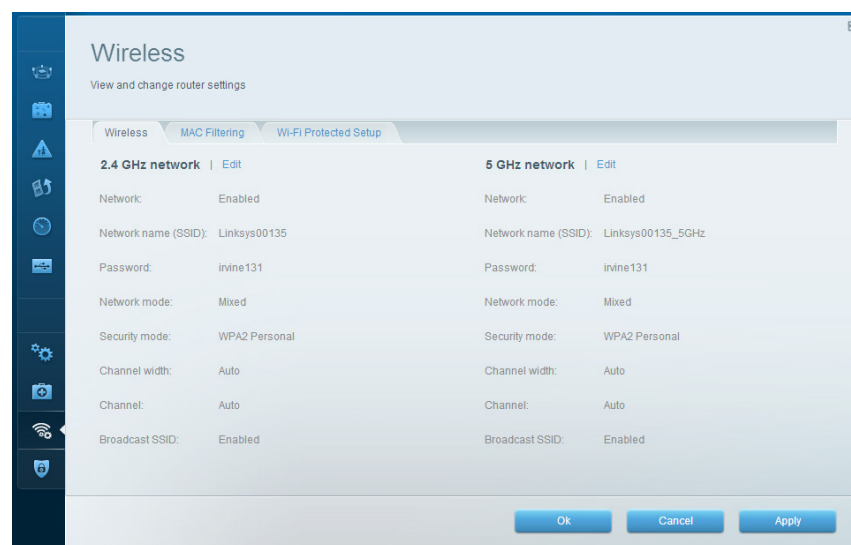 Wireless
View and change router settings
Wireless MAC Filtering Wi-Fi Protected Setup
2.4 GHz network | Edit 5 GHz network | Edit
Network: Enabled Network: Enabled
Network name (SSID): Linksys00135 Network name (SSID): Linksys00135_5GHz
Password: irvine131 Password: irvine131
Network mode: Mixed Network mode: Mixed
Security mode: WPA2 Personal Security mode: WPA2 Personal
Channel width: Auto Channel width: Auto
Channel: Auto Channel: Auto
Broadcast SSID: Enabled Broadcast SSID: Enabled
Ok Cancel Apply